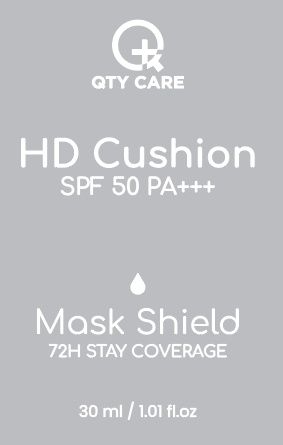 QTY CARE
HD Cushion
SPF 50 PA+++
Mask Shield
72H STAY COVERAGE
30 ml / 1.01 fl.oz